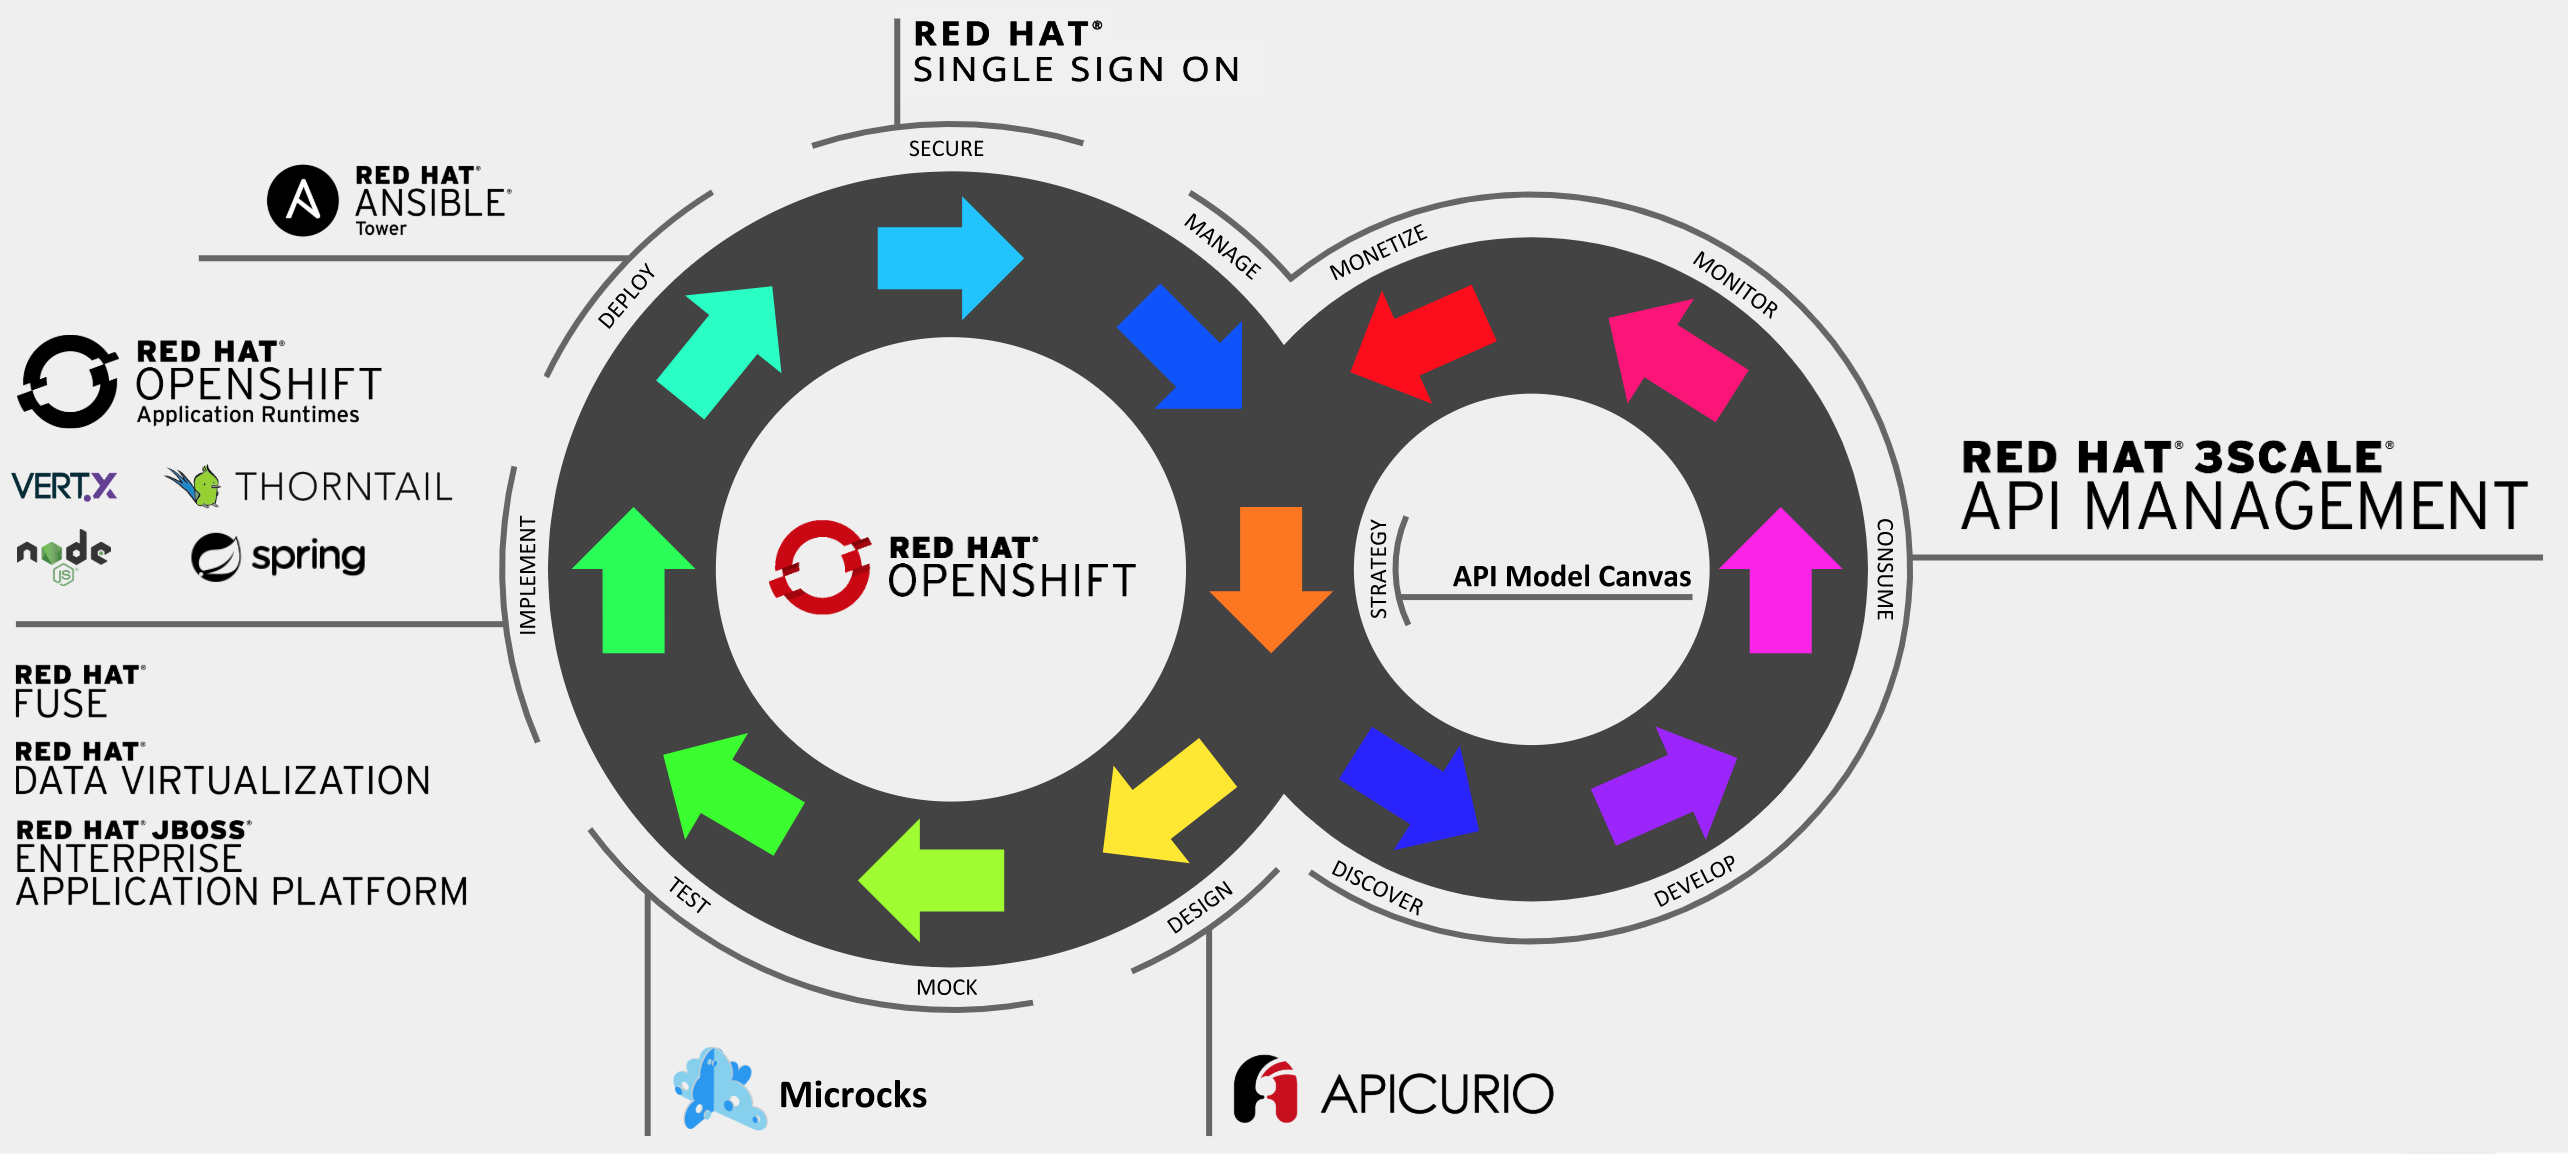 RED HAT®
SINGLE SIGN ON
SECURE
RED HAT®
ANSIBLE®
Tower
DEPLOY
MANAGE
MONETIZE
MONITOR
RED HAT®
OPENSHIFT
Application Runtimes
VERT.X
THORNTAIL
node
JS
spring
IMPLEMENT
RED HAT®
OPENSHIFT
STRATEGY
API Model Canvas
CONSUME
RED HAT® 3SCALE®
API MANAGEMENT
RED HAT®
FUSE
RED HAT®
DATA VIRTUALIZATION
RED HAT® JBOSS®
ENTERPRISE
APPLICATION PLATFORM
TEST
MOCK
DESIGN
DISCOVER
DEVELOP
Microcks
APICURIO